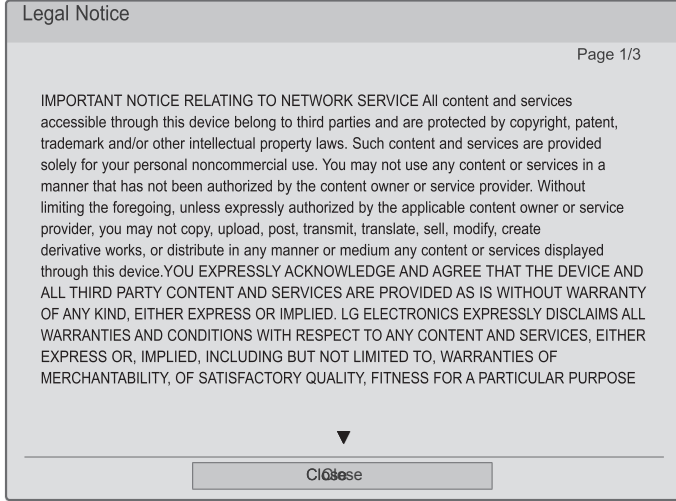 Legal Notice
Page 1/3
IMPORTANT NOTICE RELATING TO NETWORK SERVICE All content and services
accessible through this device belong to third parties and are protected by copyright, patent,
trademark and/or other intellectual property laws. Such content and services are provided
solely for your personal noncommercial use. You may not use any content or services in a
manner that has not been authorized by the content owner or service provider. Without
limiting the foregoing, unless expressly authorized by the applicable content owner or service
provider, you may not copy, upload, post, transmit, translate, sell, modify, create
derivative works, or distribute in any manner or medium any content or services displayed
through this device.YOU EXPRESSLY ACKNOWLEDGE AND AGREE THAT THE DEVICE AND
ALL THIRD PARTY CONTENT AND SERVICES ARE PROVIDED AS IS WITHOUT WARRANTY
OF ANY KIND, EITHER EXPRESS OR IMPLIED. LG ELECTRONICS EXPRESSLY DISCLAIMS ALL
WARRANTIES AND CONDITIONS WITH RESPECT TO ANY CONTENT AND SERVICES, EITHER
EXPRESS OR, IMPLIED, INCLUDING BUT NOT LIMITED TO, WARRANTIES OF
MERCHANTABILITY, OF SATISFACTORY QUALITY, FITNESS FOR A PARTICULAR PURPOSE
Close